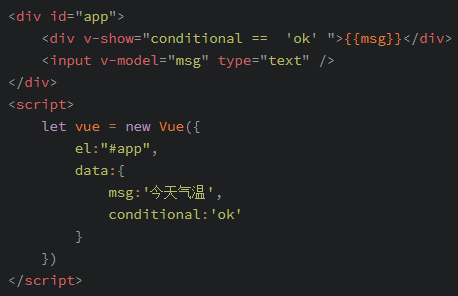 <div id="app">
    <div v-show="conditional ==  'ok' ">{{msg}}</div>
    <input v-model="msg" type="text" />
</div>
<script>
    let vue = new Vue({
        el:"#app",
        data:{
            msg:'今天气温',
            conditional:'ok'
        }
    })
</script>